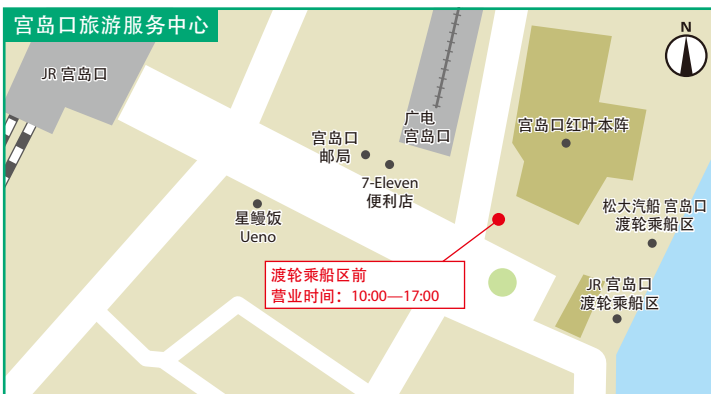 宫岛口旅游服务中心
N
JR 宫岛口
广电
宫岛口
宫岛口
邮局
宫岛口红叶本阵
7-Eleven
便利店
星鳗饭
Ueno
松大汽船 宫岛口
渡轮乘船区
渡轮乘船区前
营业时间：10:00—17:00
JR 宫岛口
渡轮乘船区